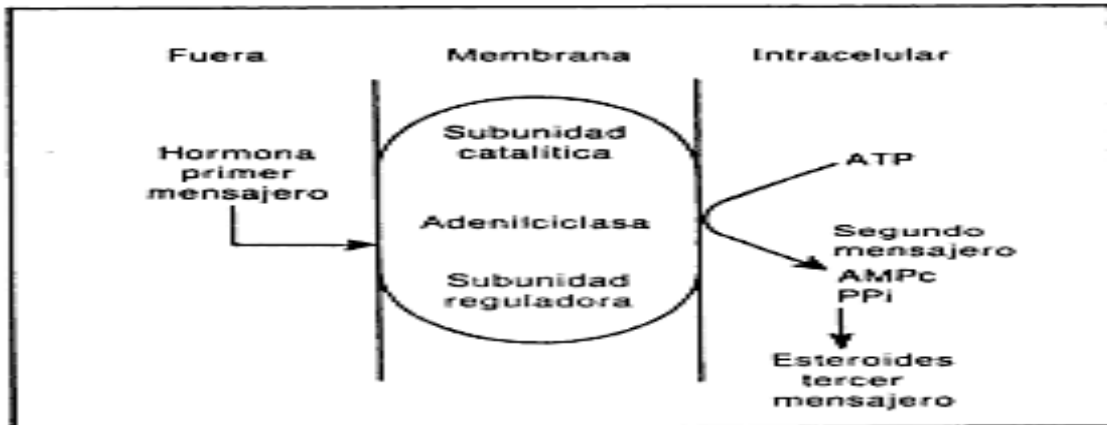 Fuera
Membrana
Intracelular
Hormona
primer
mensajero
Subunidad
catalítica
Adenilciclasa
Subunidad
reguladora
ATP
Segundo
mensajero
AMPc
PPi
Esteroides
tercer
mensajero